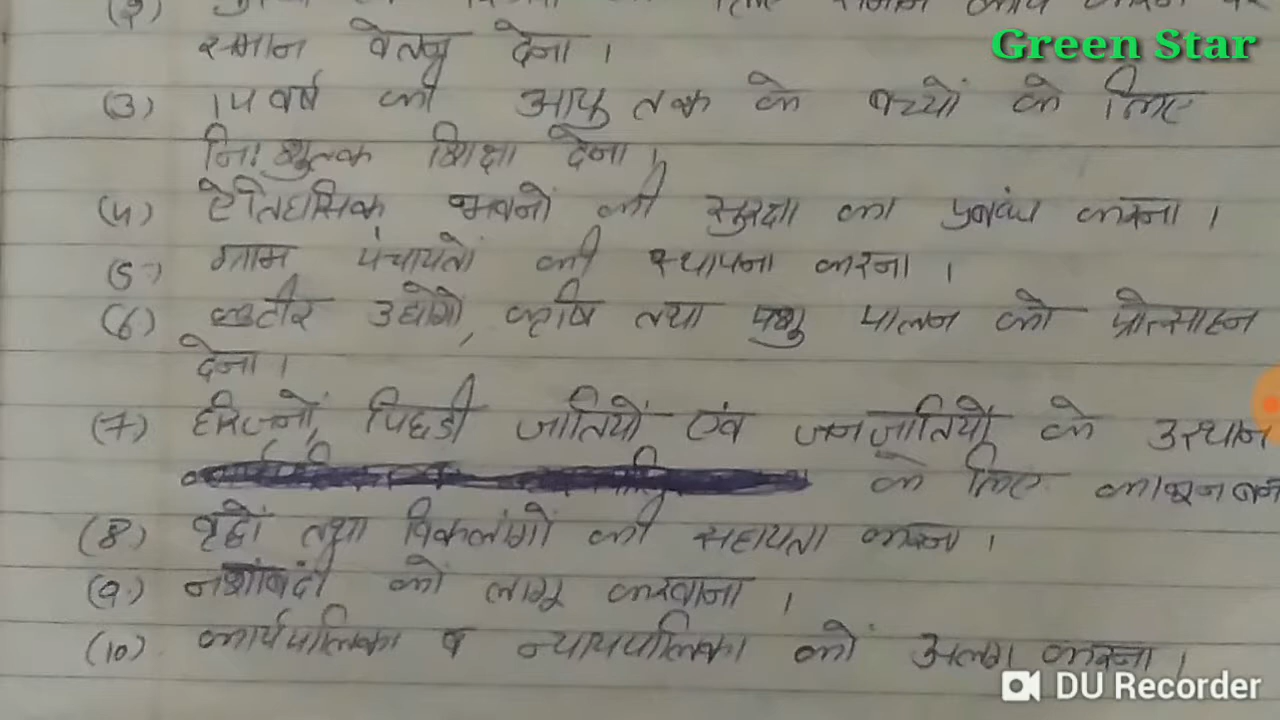 (2)
समान वेतन देना ।
Green Star
(3) 14 वर्ष की आयु तक के बच्चों के लिए
निःशुल्क शिक्षा देना ।
(4) ऐतिहासिक भवनों की सुरक्षा का प्रबंध करना ।
(5) ग्राम पंचायतों की स्थापना करना ।
(6) कुटीर उद्योगो, कृषि तथा पशु पालन को प्रोत्साहन
देना ।
(7) हरिजनों, पिछडी जातियों एंव जनजातियों के उत्थान
के लिए कानून
(8) वृद्धों तथा विकलांगों की सहायता करना ।
(9) नशाबंदी को लागू करवाना ।
(10) कार्यपालिका व न्यायपालिका को अलग करना ।
DU Recorder